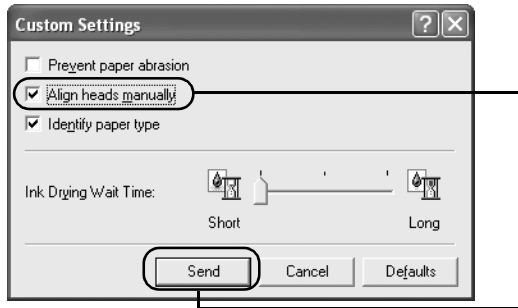 Custom Settings
Prevent paper abrasion
Align heads manually
Identify paper type
Ink Drying Wait Time:
Short Long
Send Cancel Defaults